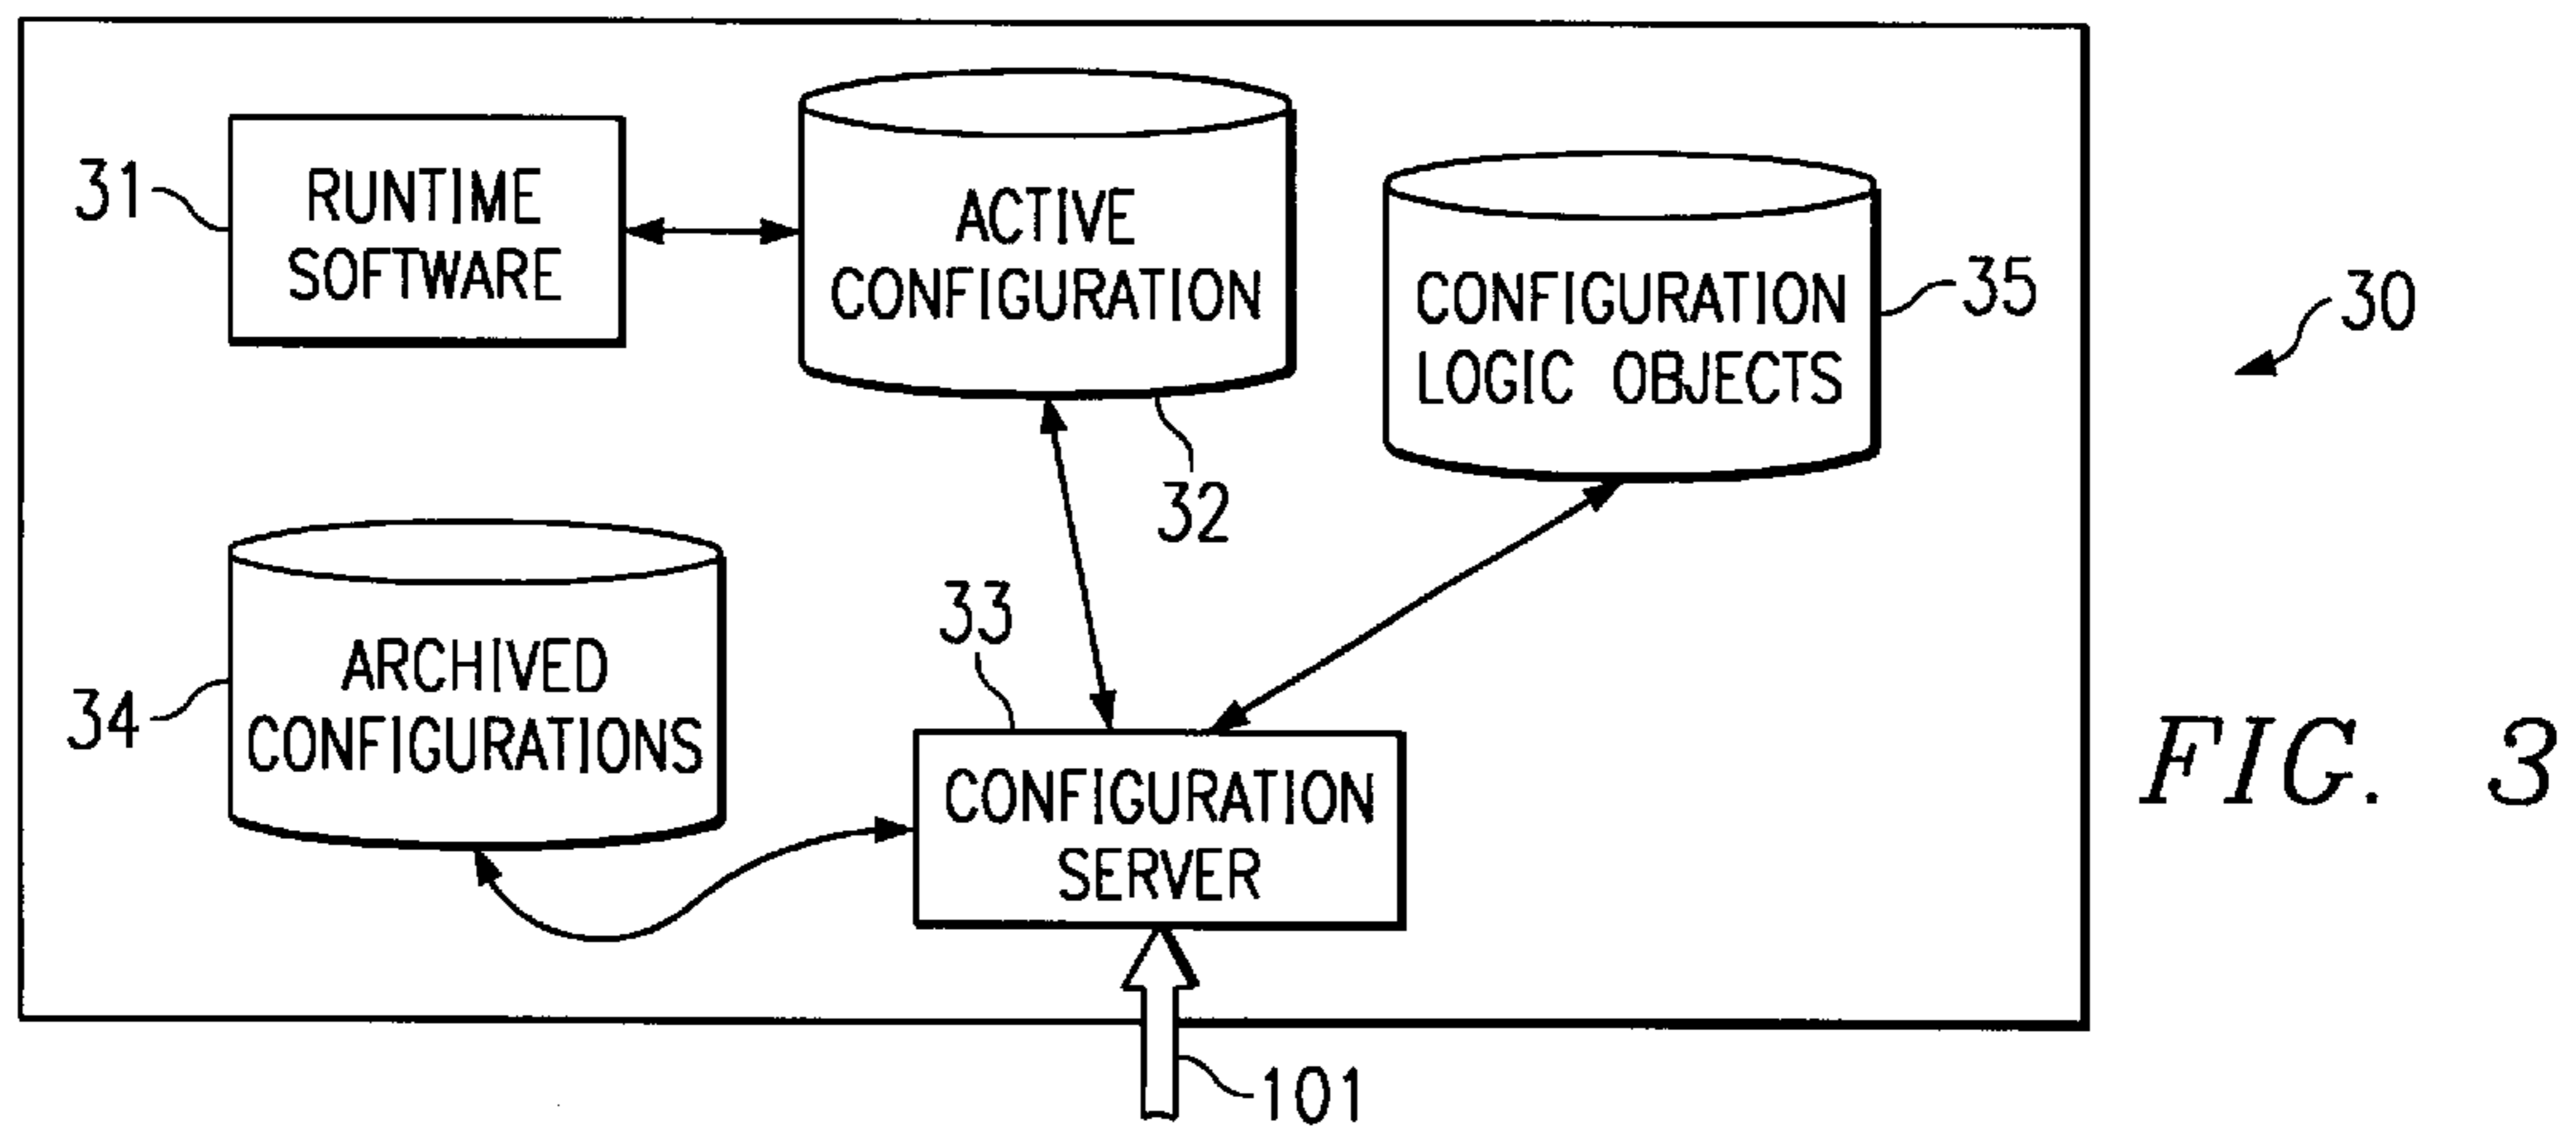 31
RUNTIME
SOFTWARE
ACTIVE
CONFIGURATION
32
CONFIGURATION
LOGIC OBJECTS
35
30
34
ARCHIVED
CONFIGURATIONS
33
CONFIGURATION
SERVER
101
FIG. 3